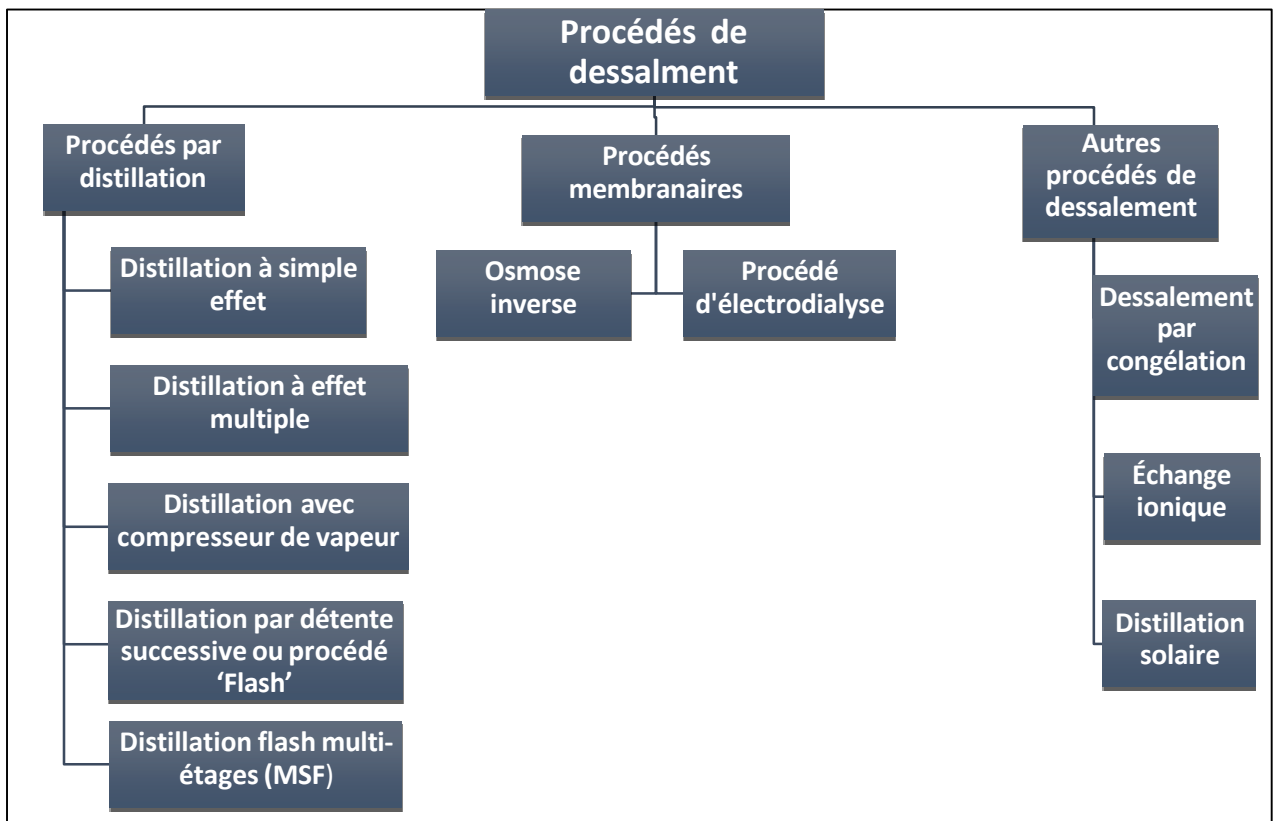 Procédés de
dessalment
Procédés par
distillation
Distillation à simple
effet
Distillation à effet
multiple
Distillation avec
compresseur de vapeur
Distillation par détente
successive ou procédé
‘Flash’
Distillation flash multi-
étages (MSF)
Procédés
membranaires
Osmose
inverse
Procédé
d'électrodialyse
Autres
procédés de
dessalement
Dessalement
par
congélation
Échange
ionique
Distillation
solaire